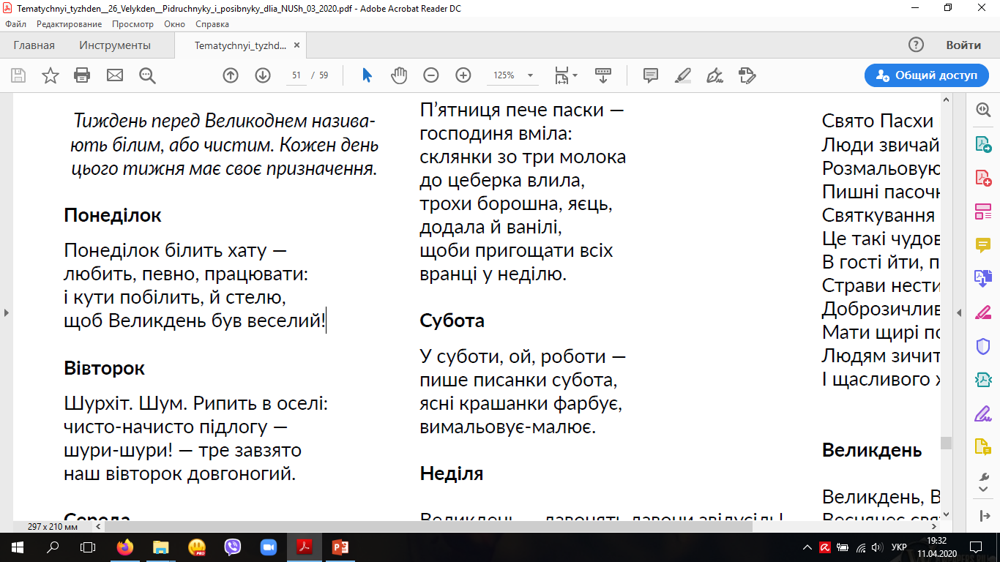 Tematychnyi_tyzhden__26_Velykden__Pidruchnyky_i_posibnyky_dlia_NUSh_03_2020.pdf - Adobe Acrobat Reader DC
Файл Редактирование Просмотр Окно Справка
Главная Инструменты Tematychnyi_tyzhd... × Войти
51 / 59 125% Общий доступ
Тиждень перед Великоднем назива-
ють білим, або чистим. Кожен день
цього тижня має своє призначення.
Понеділок
Понеділок білить хату —
любить, певно, працювати:
і кути побілить, й стелю,
щоб Великдень був веселий!
Вівторок
Шурхіт. Шум. Рипить в оселі:
чисто-начисто підлогу —
шури-шури! — тре завзято
наш вівторок довгоногий.
Середа
П’ятниця пече паски —
господиня вміла:
склянки зо три молока
до цеберка влила,
трохи борошна, яєць,
додала й ванілі,
щоби пригощати всіх
вранці у неділю.
Субота
У суботи, ой, роботи —
пише писанки субота,
ясні крашанки фарбує,
вимальовує-малює.
Неділя
Великдень — дзвонять дзвони звідусіль!
Свято Пасхи
Люди звичай
Розмальовую
Пишні пасочк
Святкування
Це такі чудов
В гості йти, п
Страви нести
Доброзичлив
Мати щирі по
Людям зичит
І щасливого х
Великдень
Великдень, В
Веснянес свя
297 x 210 мм
PRO УКР 19:32
11.04.2020